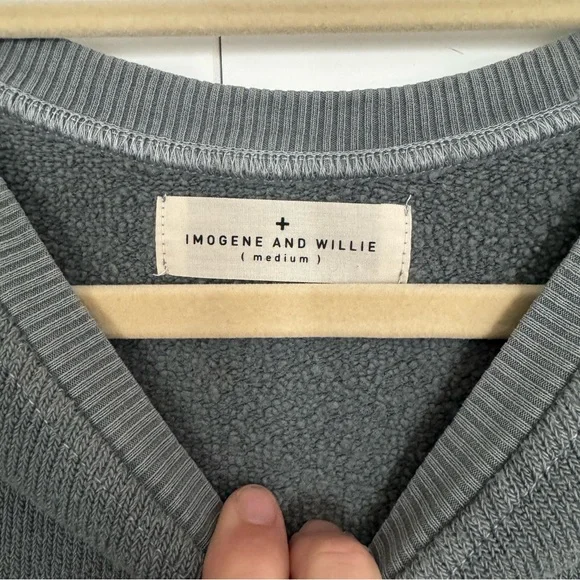 +
IMOGENE AND WILLIE
( medium )